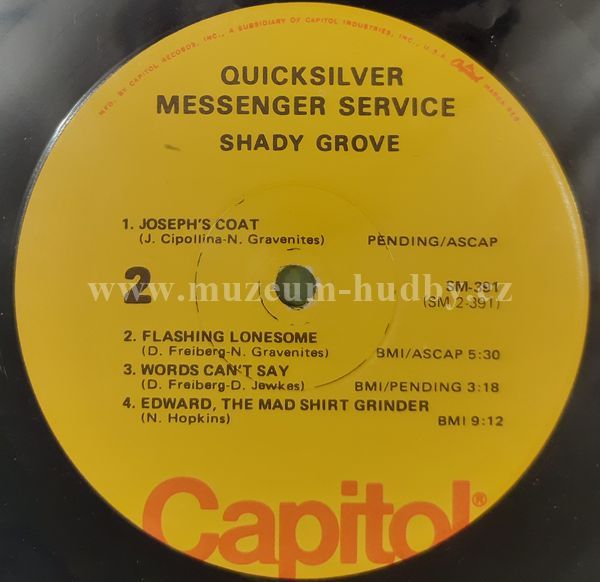 MFD. BY CAPITOL RECORDS, INC., A SUBSIDIARY OF CAPITOL INDUSTRIES, INC., U.S.A. Capitol MARCA REG.
QUICKSILVER
MESSENGER SERVICE
SHADY GROVE
1. JOSEPH'S COAT
(J. Cipollina-N. Gravenites) PENDING/ASCAP
2
SM-391
(SM 2-391)
www.muzeum-hudby.cz
2. FLASHING LONESOME
(D. Freiberg-N. Gravenites) BMI/ASCAP 5:30
3. WORDS CAN'T SAY
(D. Freiberg-D. Jewkes) BMI/PENDING 3:18
4. EDWARD, THE MAD SHIRT GRINDER
(N. Hopkins) BMI 9:12
Capitol®